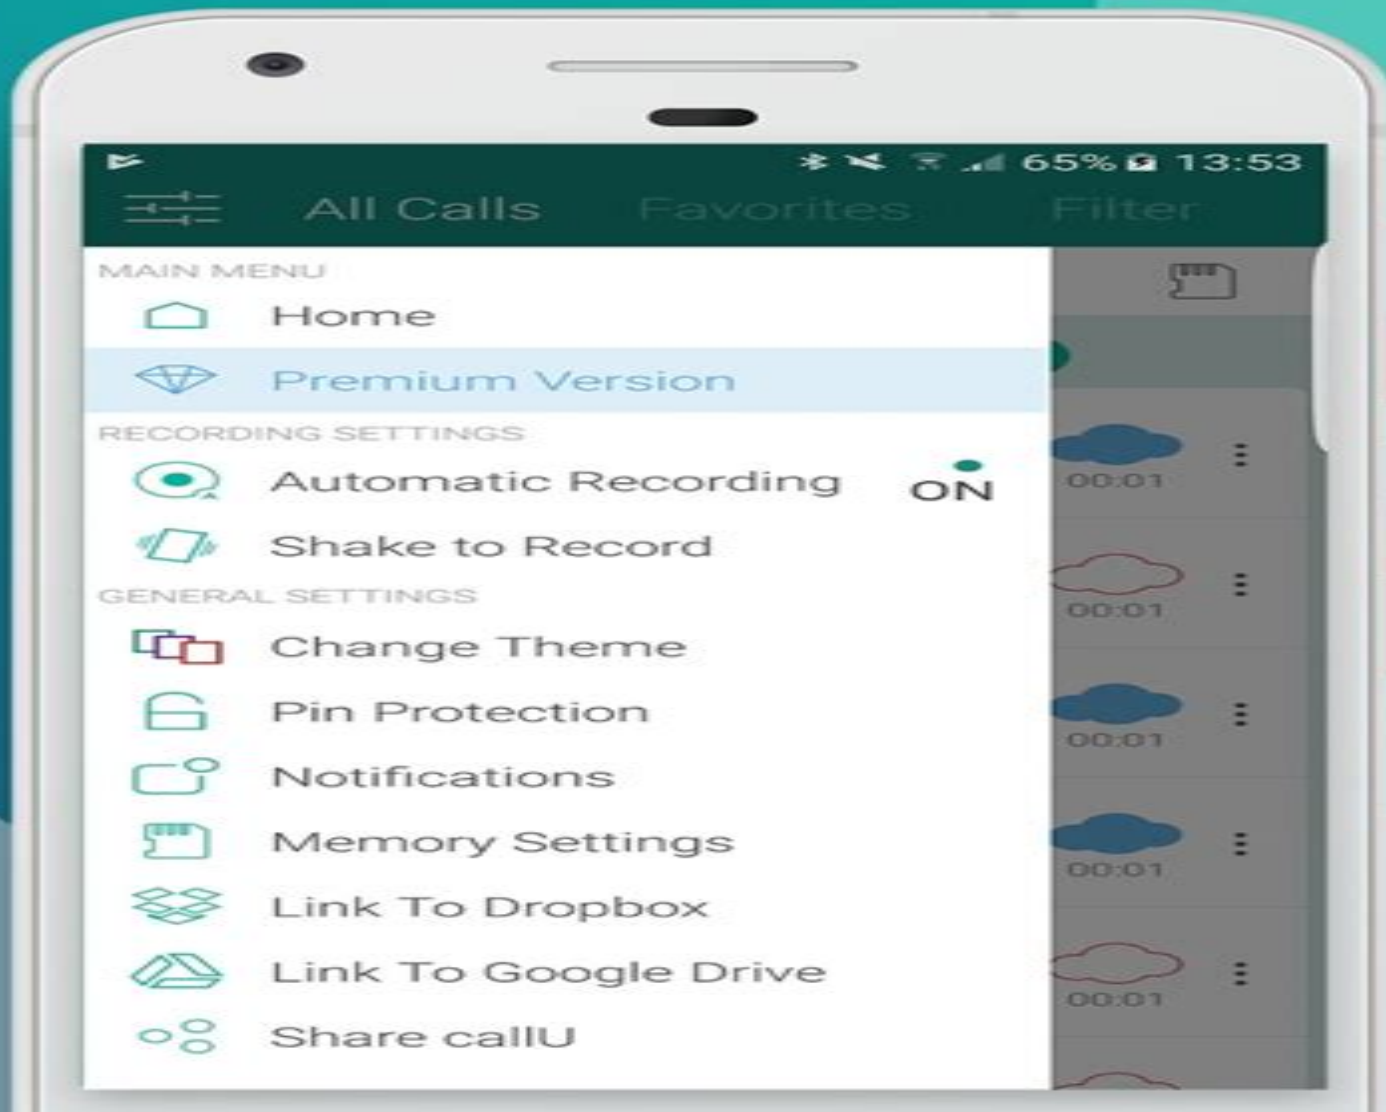 65% 13:53
All Calls Favorites Filter
MAIN MENU
Home
Premium Version
RECORDING SETTINGS
Automatic Recording ON
Shake to Record
GENERAL SETTINGS
Change Theme
Pin Protection
Notifications
Memory Settings
Link To Dropbox
Link To Google Drive
Share callU
00:01
00:01
00:01
00:01
00:01